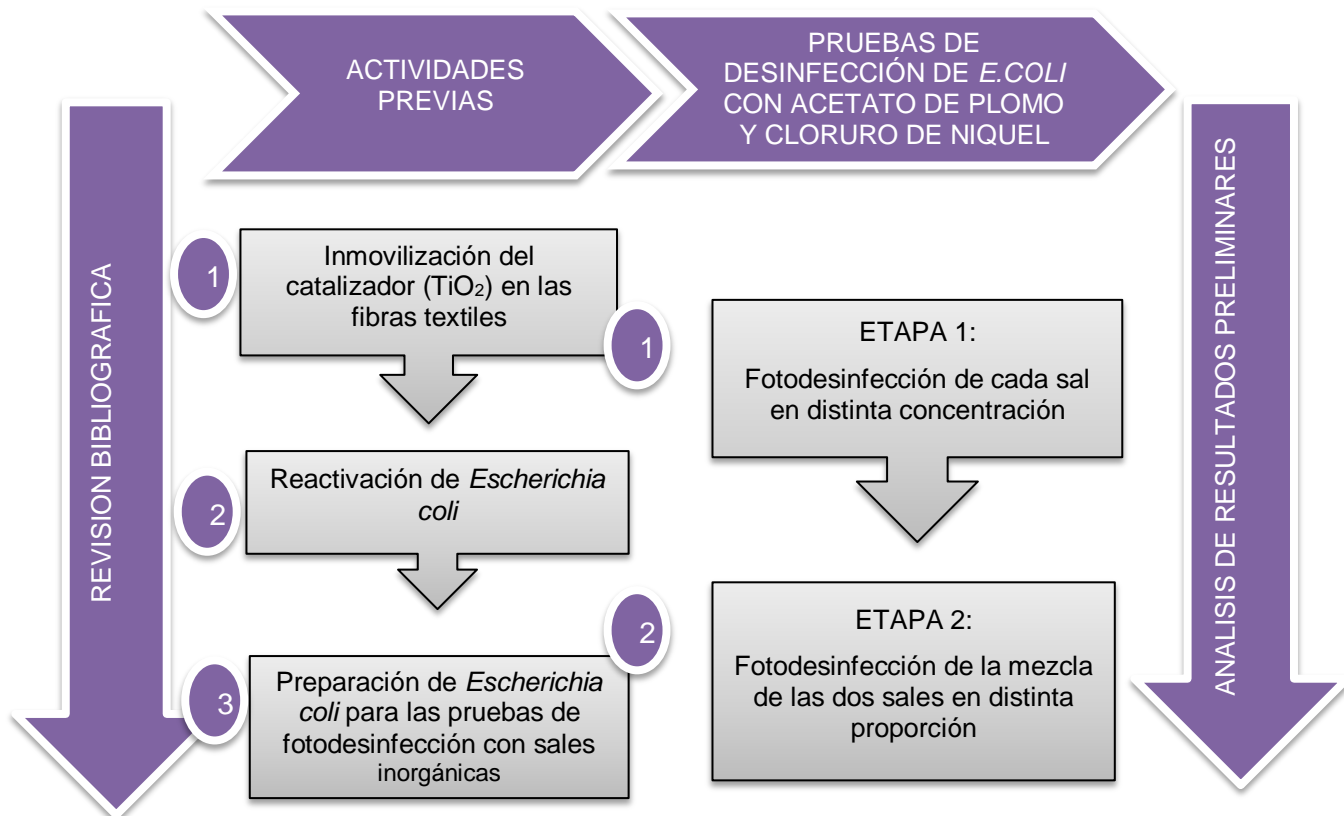 ACTIVIDADES
PREVIAS
PRUEBAS DE
DESINFECCIÓN DE E.COLI
CON ACETATO DE PLOMO
Y CLORURO DE NIQUEL
REVISION BIBLIOGRAFICA
1
Inmovilización del
catalizador (TiO₂) en las
fibras textiles
2
Reactivación de Escherichia
coli
3
Preparación de Escherichia
coli para las pruebas de
fotodesinfección con sales
inorgánicas
1
ETAPA 1:
Fotodesinfección de cada sal
en distinta concentración
2
ETAPA 2:
Fotodesinfección de la mezcla
de las dos sales en distinta
proporción
ANALISIS DE RESULTADOS PRELIMINARES